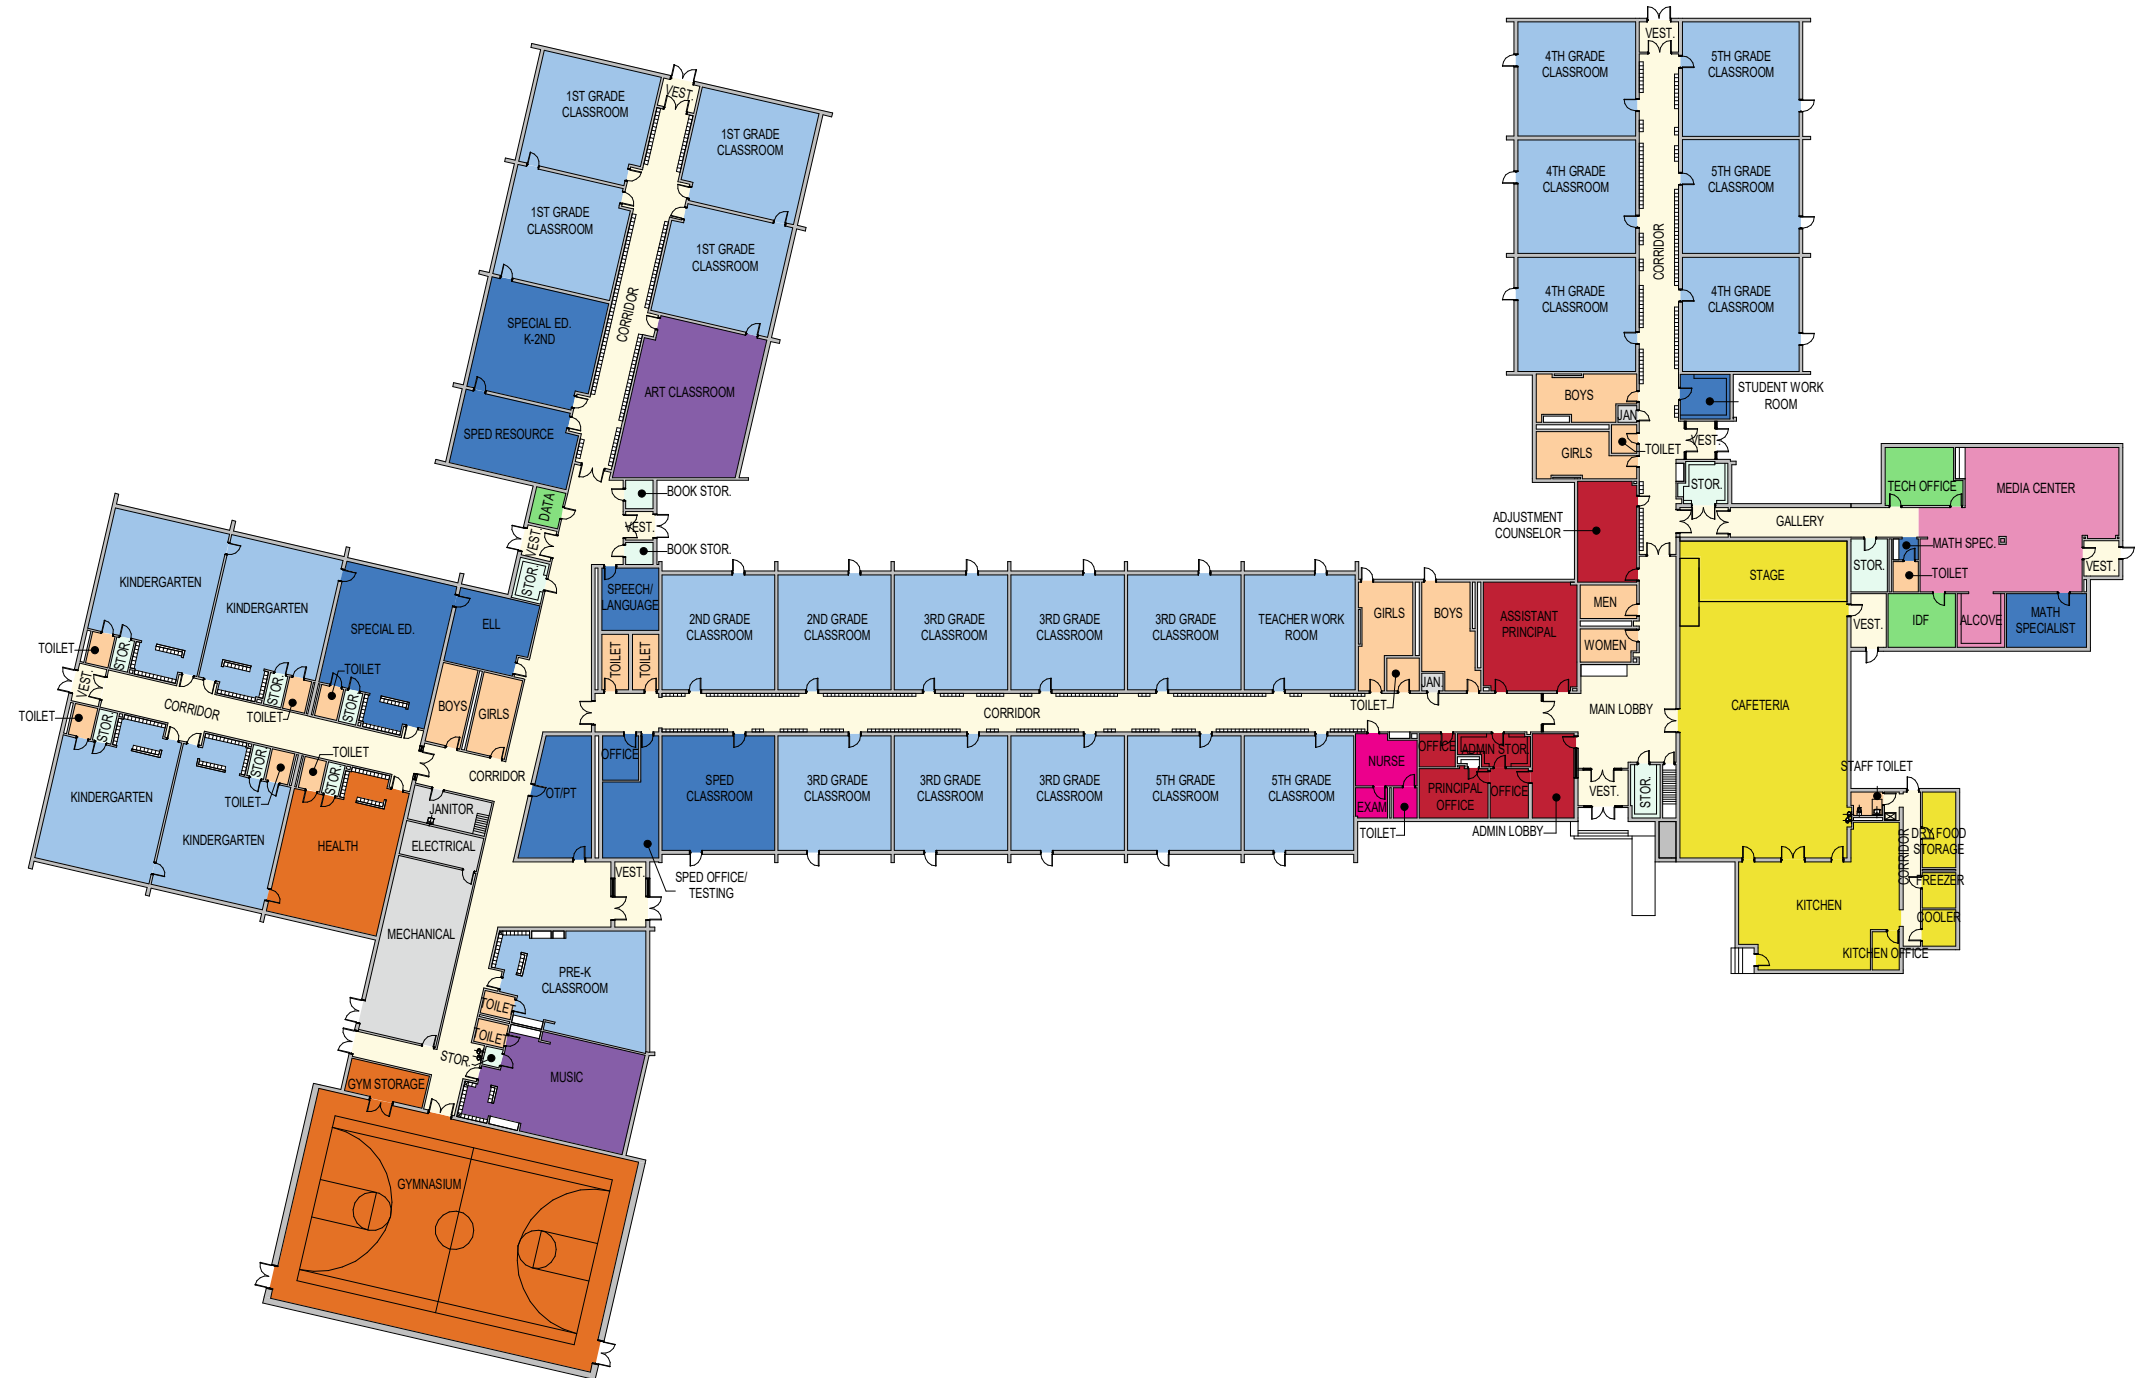 VEST.
4TH GRADE
CLASSROOM
5TH GRADE
CLASSROOM
1ST GRADE
CLASSROOM
VEST.
1ST GRADE
CLASSROOM
4TH GRADE
CLASSROOM
5TH GRADE
CLASSROOM
1ST GRADE
CLASSROOM
1ST GRADE
CLASSROOM
CORRIDOR
4TH GRADE
CLASSROOM
4TH GRADE
CLASSROOM
SPECIAL ED.
K-2ND
CORRIDOR
ART CLASSROOM
BOYS
JAN
STUDENT WORK
ROOM
SPED RESOURCE
GIRLS
TOILET
VEST.
STOR.
TECH OFFICE
MEDIA CENTER
DATA
BOOK STOR.
VEST.
VEST.
BOOK STOR.
STOR.
ADJUSTMENT
COUNSELOR
GALLERY
MATH SPEC.
STOR.
TOILET
VEST.
STAGE
KINDERGARTEN
KINDERGARTEN
SPECIAL ED.
ELL
SPEECH/
LANGUAGE
TOILET
TOILET
2ND GRADE
CLASSROOM
2ND GRADE
CLASSROOM
3RD GRADE
CLASSROOM
3RD GRADE
CLASSROOM
3RD GRADE
CLASSROOM
TEACHER WORK
ROOM
GIRLS
BOYS
JAN.
TOILET
ASSISTANT
PRINCIPAL
MEN
WOMEN
VEST.
IDF
ALCOVE
MATH
SPECIALIST
TOILET
STOR.
TOILET
STOR.
STOR.
VEST.
CORRIDOR
TOILET
TOILET
STOR.
BOYS
GIRLS
CORRIDOR
MAIN LOBBY
CAFETERIA
STOR.
TOILET
STOR.
TOILET
CORRIDOR
KINDERGARTEN
KINDERGARTEN
HEALTH
JANITOR
ELECTRICAL
MECHANICAL
OT/PT
OFFICE
SPED OFFICE/
TESTING
SPED
CLASSROOM
3RD GRADE
CLASSROOM
3RD GRADE
CLASSROOM
3RD GRADE
CLASSROOM
5TH GRADE
CLASSROOM
5TH GRADE
CLASSROOM
NURSE
EXAM
TOILET
OFFICE
ADMIN STOR.
PRINCIPAL
OFFICE
OFFICE
ADMIN LOBBY
VEST.
STOR.
STAFF TOILET
CORRIDOR
DRY FOOD
STORAGE
FREEZER
COOLER
KITCHEN
KITCHEN OFFICE
VEST.
PRE-K
CLASSROOM
TOILET
TOILET
STOR.
MUSIC
GYM STORAGE
GYMNASIUM